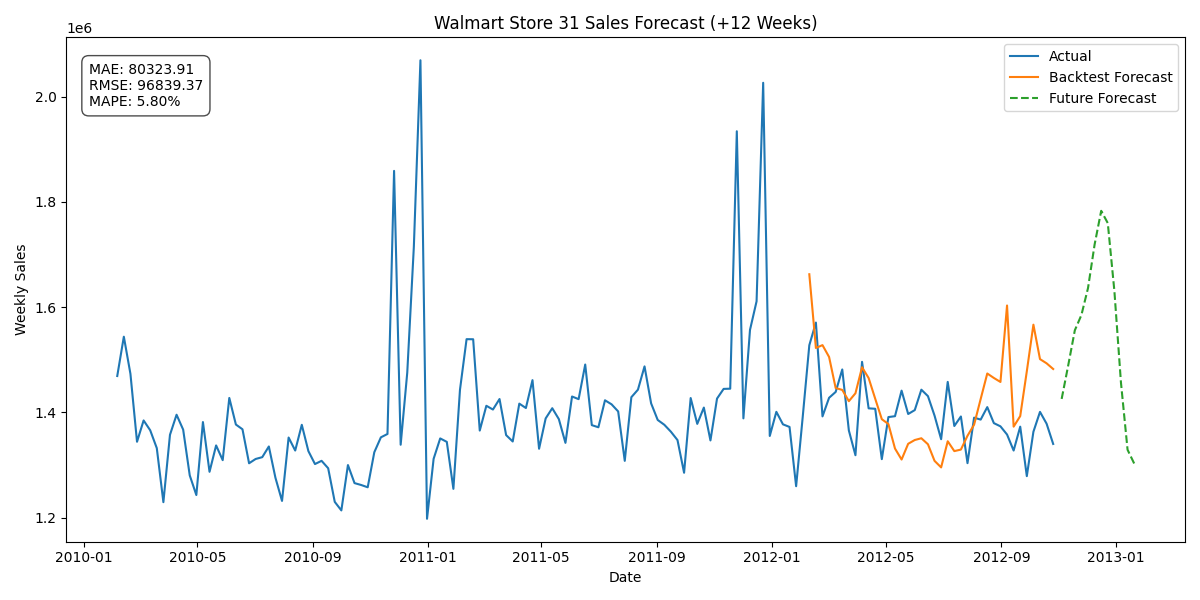 Walmart Store 31 Sales Forecast (+12 Weeks)
1e6
MAE: 80323.91
RMSE: 96839.37
MAPE: 5.80%
Actual
Backtest Forecast
Future Forecast
2.0
1.8
1.6
1.4
1.2
Weekly Sales
2010-01 2010-05 2010-09 2011-01 2011-05 2011-09 2012-01 2012-05 2012-09 2013-01
Date